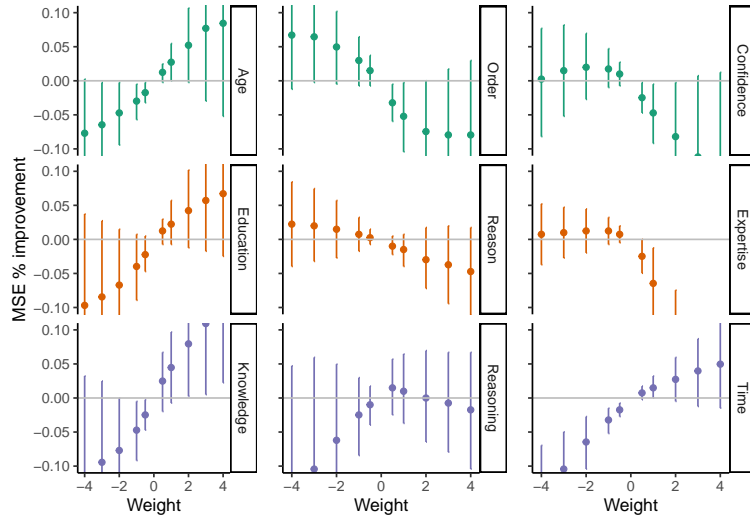 0.10
0.05
0.00
−0.05
−0.10
Age
Order
Confidence
0.10
0.05
0.00
−0.05
−0.10
Education
Reason
Expertise
0.10
0.05
0.00
−0.05
−0.10
Knowledge
Reasoning
Time
MSE % improvement
−4 −2 0 2 4
−4 −2 0 2 4
−4 −2 0 2 4
Weight
Weight
Weight